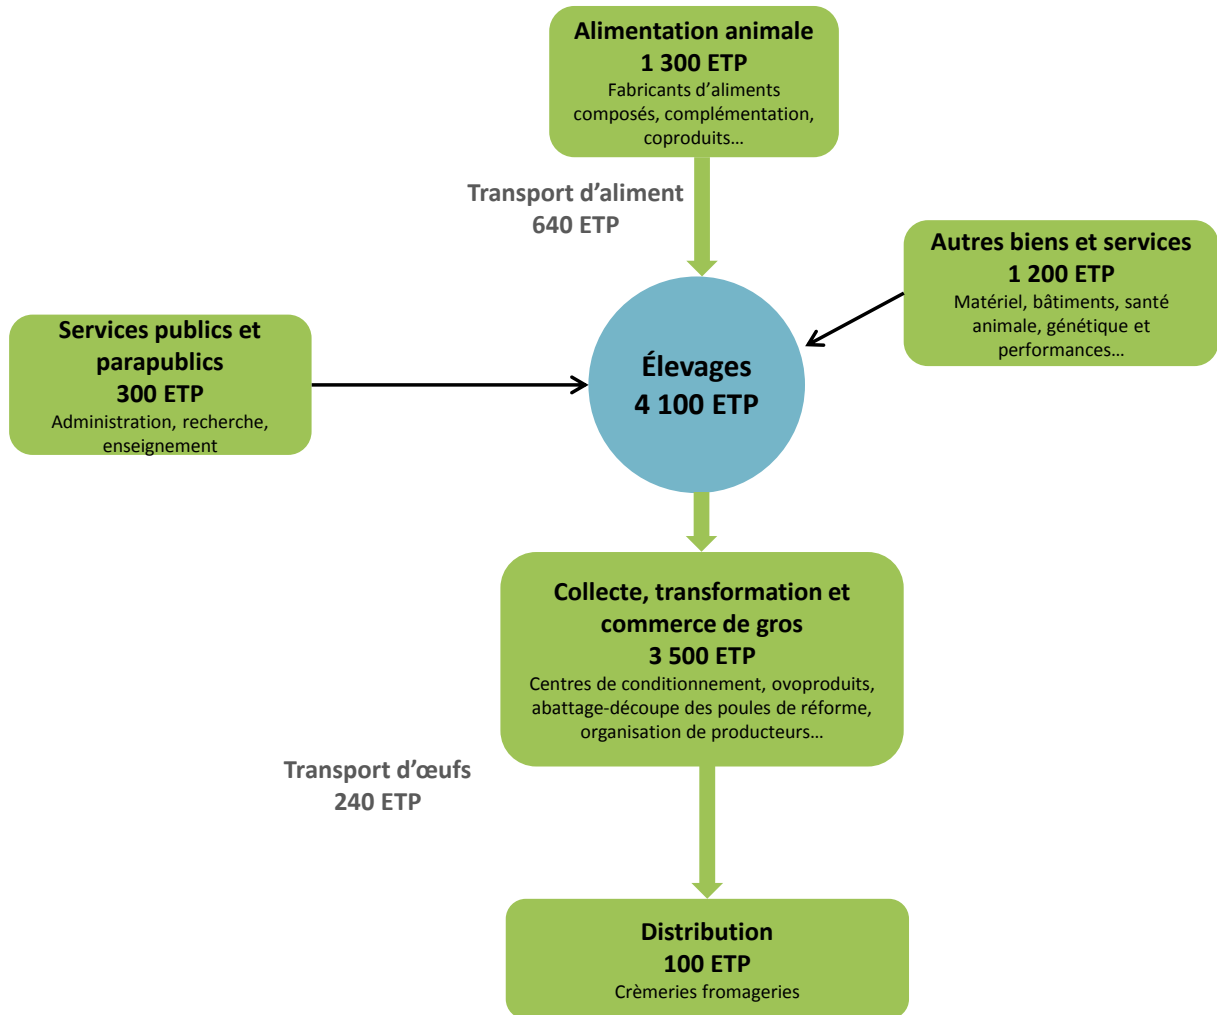 Alimentation animale
1 300 ETP
Fabricants d’aliments
composés, complémentation,
coproduits…
Transport d’aliment
640 ETP
Autres biens et services
1 200 ETP
Matériel, bâtiments, santé
animale, génétique et
performances…
Services publics et
parapublics
300 ETP
Administration, recherche,
enseignement
Élevages
4 100 ETP
Collecte, transformation et
commerce de gros
3 500 ETP
Centres de conditionnement, ovoproduits,
abattage-découpe des poules de réforme,
organisation de producteurs…
Transport d’œufs
240 ETP
Distribution
100 ETP
Crèmeries fromageries